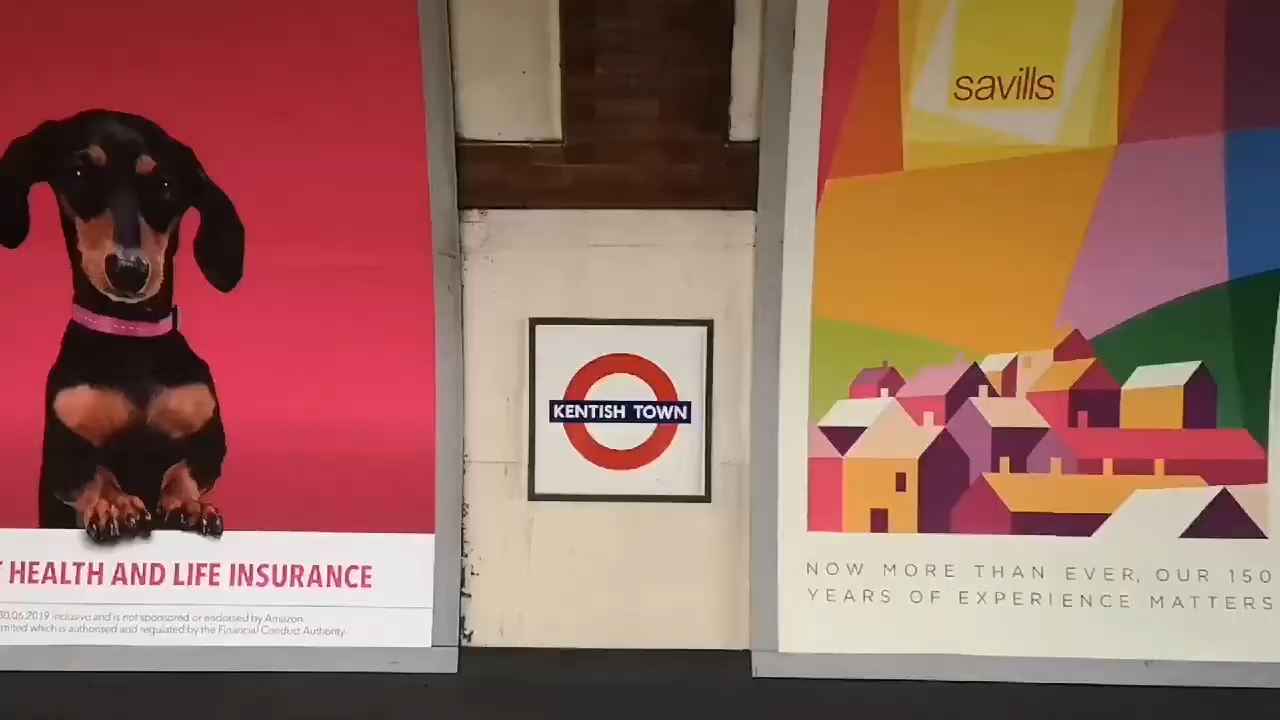 HEALTH AND LIFE INSURANCE
30.06.2019 inclusive and is not sponsored or endorsed by Amazon.
which is authorised and regulated by the Financial Conduct Authority.
KENTISH TOWN
savills
NOW MORE THAN EVER, OUR 150
YEARS OF EXPERIENCE MATTERS